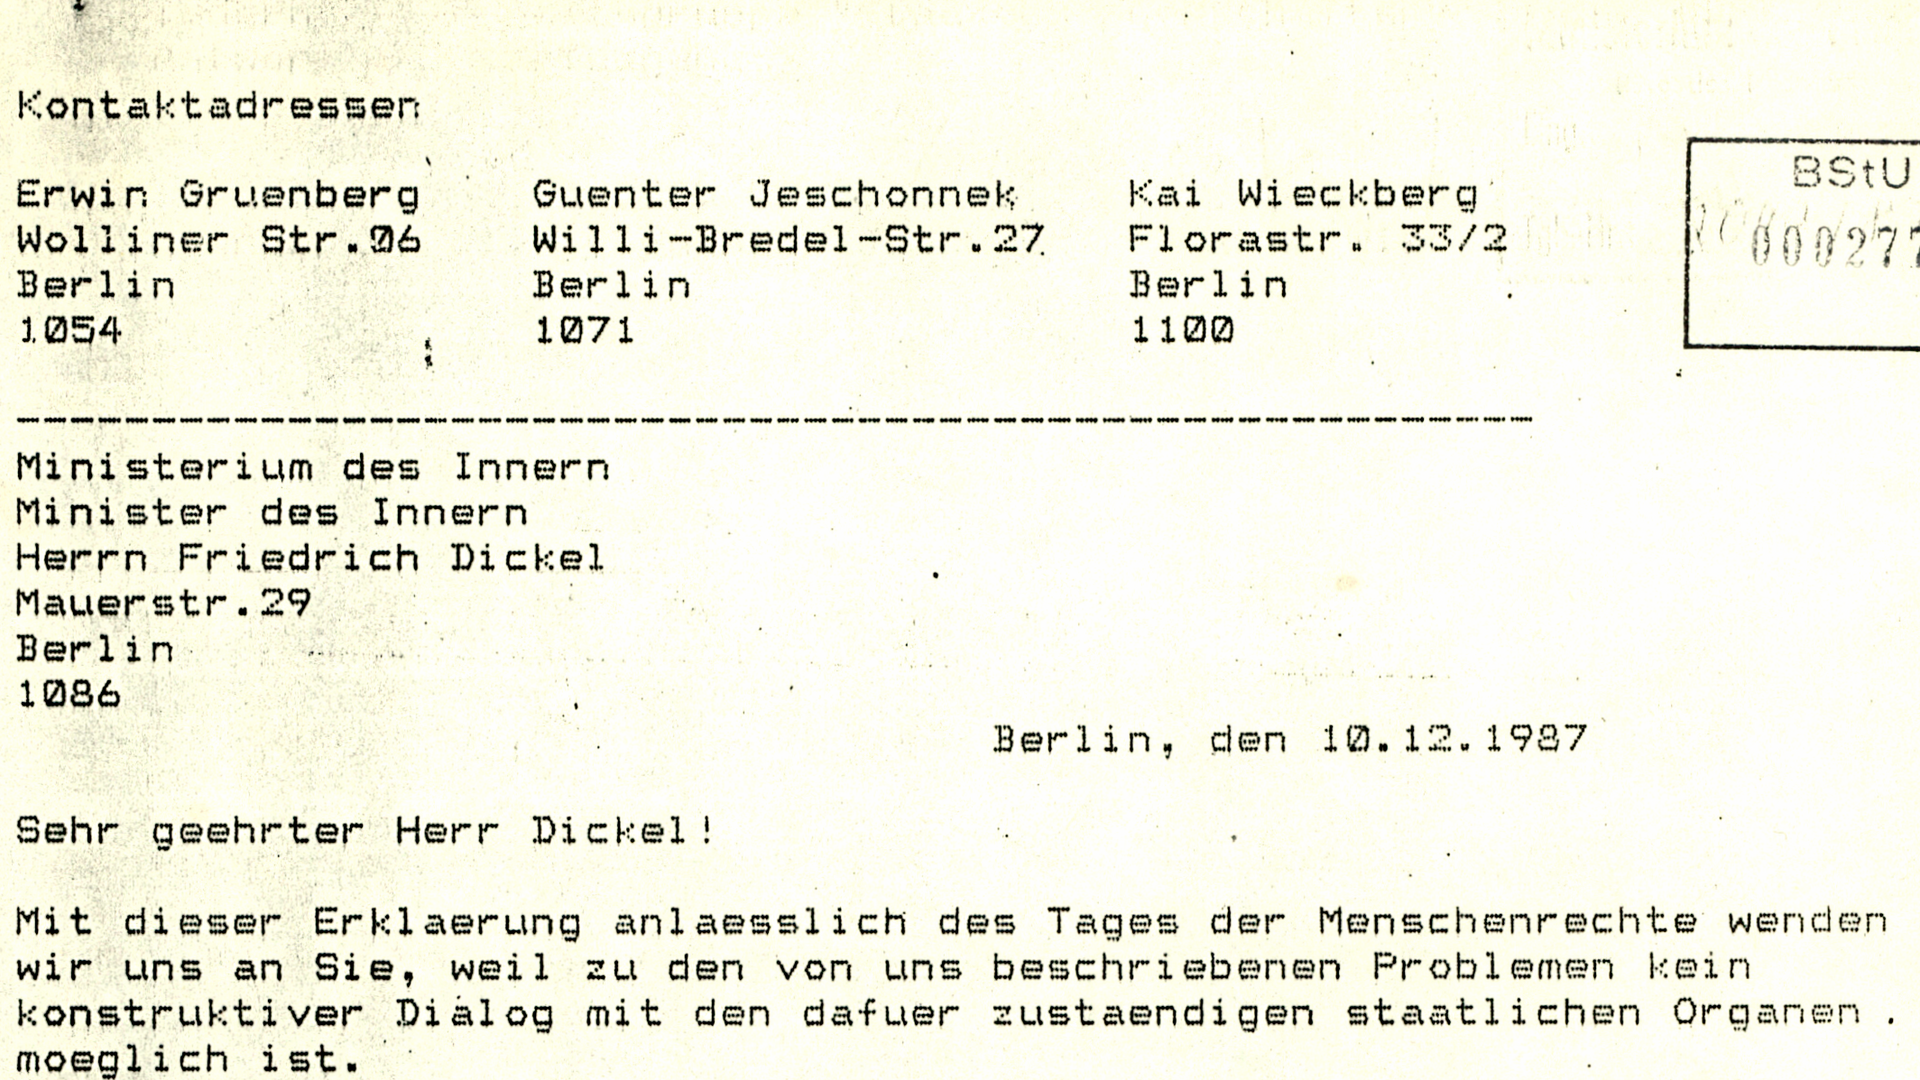 Kontaktadressen
Erwin Gruenberg Guenter Jeschonnek Kai Wieckberg
Wolliner Str.06 Willi-Bredel-Str.27 Florastr. 33/2
Berlin Berlin Berlin
1054 1071 1100
BStU
000277
Ministerium des Innern
Minister des Innern
Herrn Friedrich Dickel
Mauerstr.29
Berlin
1086
Berlin, den 10.12.1987
Sehr geehrter Herr Dickel!
Mit dieser Erklaerung anlaesslich des Tages der Menschenrechte wenden
wir uns an Sie, weil zu den von uns beschriebenen Problemen kein
konstruktiver Dialog mit den dafuer zustaendigen staatlichen Organen .
moeglich ist.